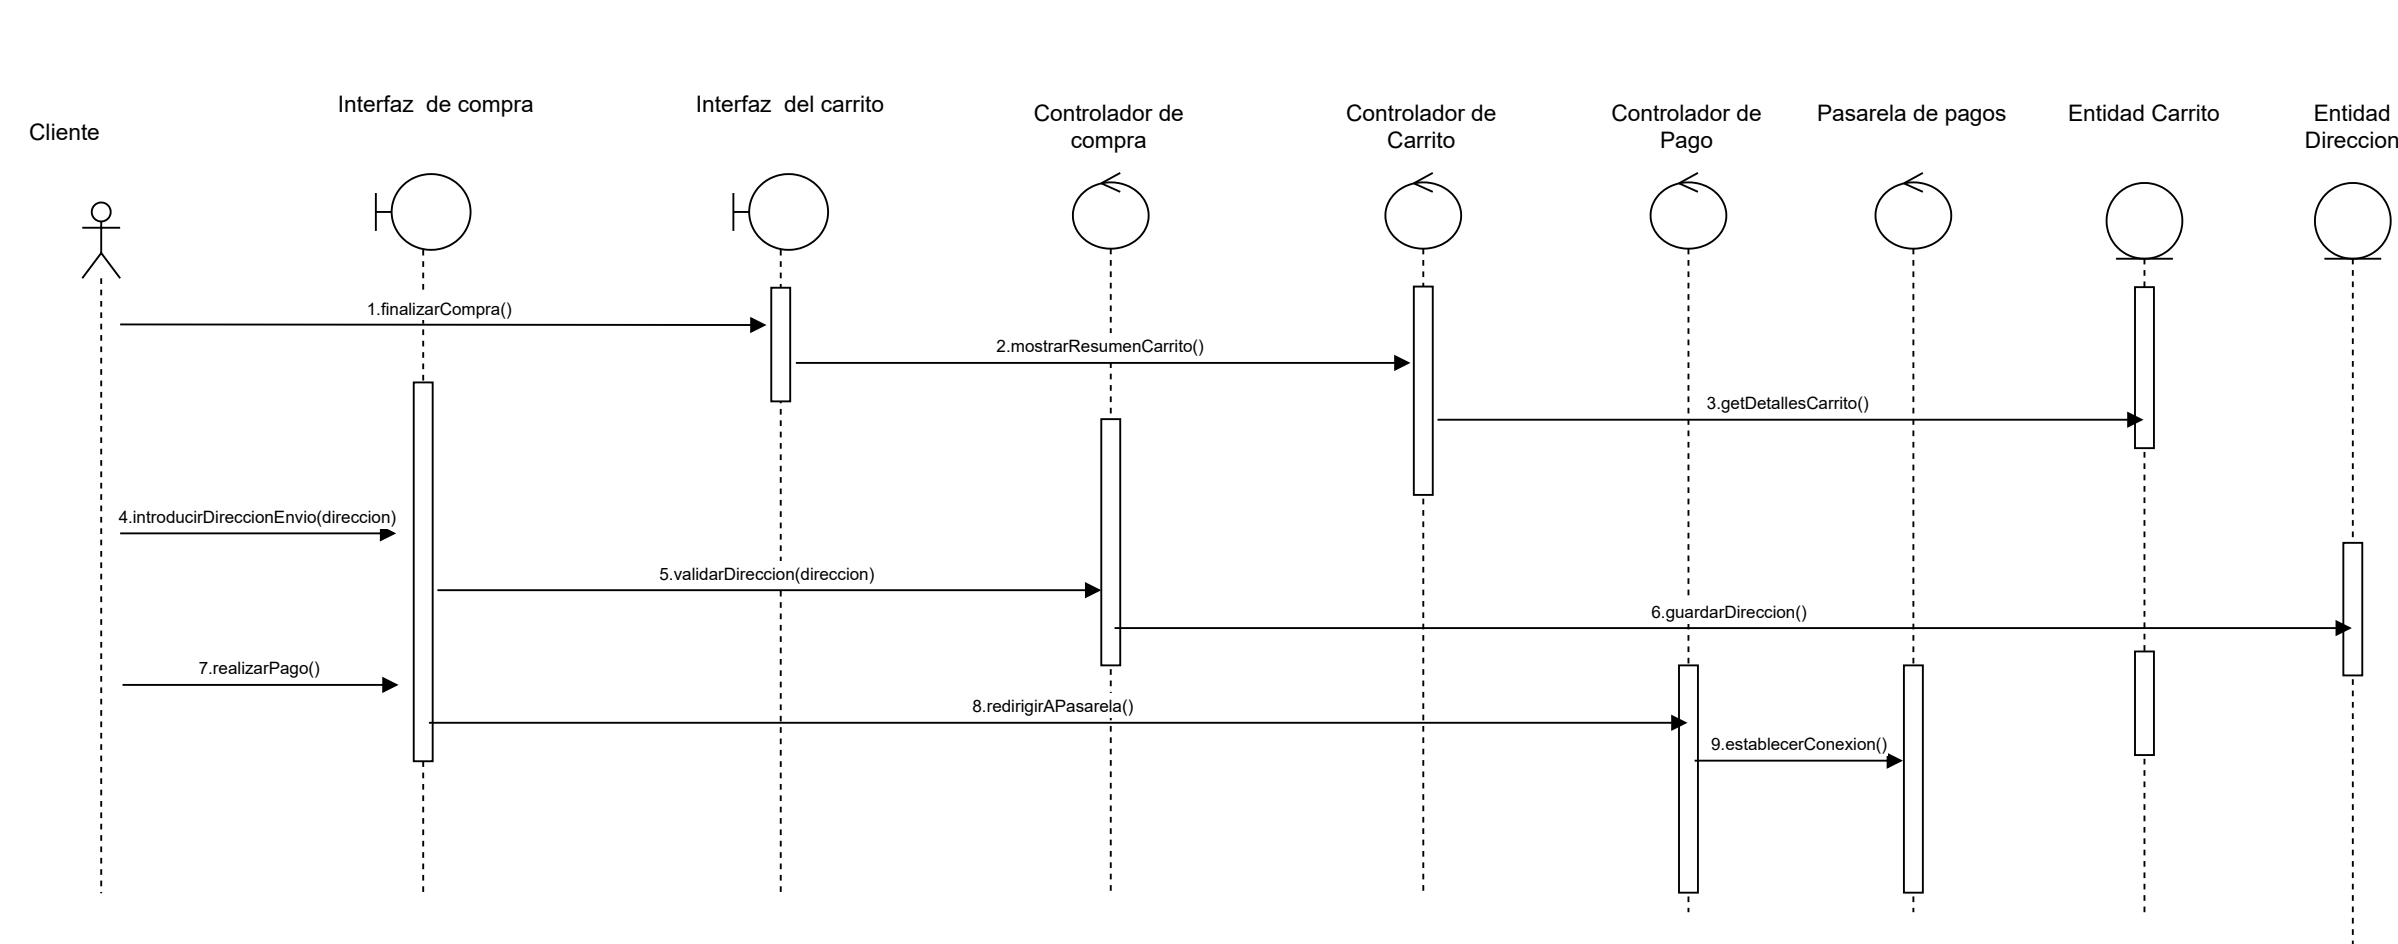 Cliente
Interfaz  de compra
Interfaz  del carrito
Controlador de
compra
Controlador de
Carrito
Controlador de
Pago
Pasarela de pagos
Entidad Carrito
Entidad
Direccion
1.finalizarCompra()
2.mostrarResumenCarrito()
3.getDetallesCarrito()
4.introducirDireccionEnvio(direccion)
5.validarDireccion(direccion)
6.guardarDireccion()
7.realizarPago()
8.redirigirAPasarela()
9.establecerConexion()